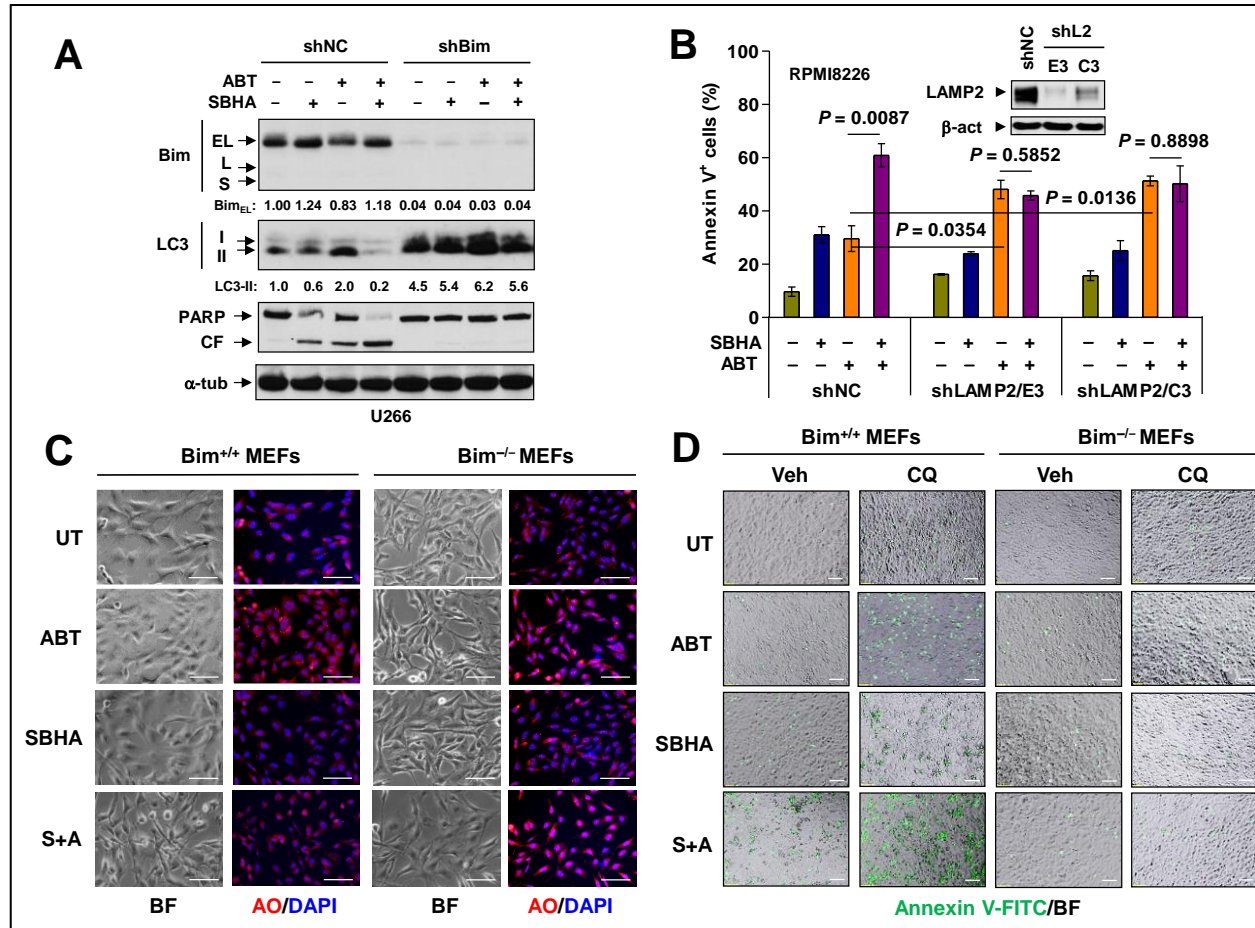 A
shNC shBim
ABT – – + + – – + +
SBHA – + – + – + – +
Bim
EL
L
S
BimEL: 1.00 1.24 0.83 1.18 0.04 0.04 0.03 0.04
LC3
I
II
LC3-II: 1.0 0.6 2.0 0.2 4.5 5.4 6.2 5.6
PARP
CF
α-tub
U266
B
RPMI8226
Annexin V+ cells (%)
100
80
60
40
20
0
shNC shL2
E3 C3
LAMP2
β-act
P = 0.0087
P = 0.5852
P = 0.8898
P = 0.0136
P = 0.0354
SBHA – + – + – + – + – + – +
ABT – – + + – – + + – – + +
shNC shLAMP2/E3 shLAMP2/C3
C
Bim+/+ MEFs Bim–/– MEFs
UT
ABT
SBHA
S+A
BF AO/DAPI BF AO/DAPI
D
Bim+/+ MEFs Bim–/– MEFs
Veh CQ Veh CQ
UT
ABT
SBHA
S+A
Annexin V-FITC/BF